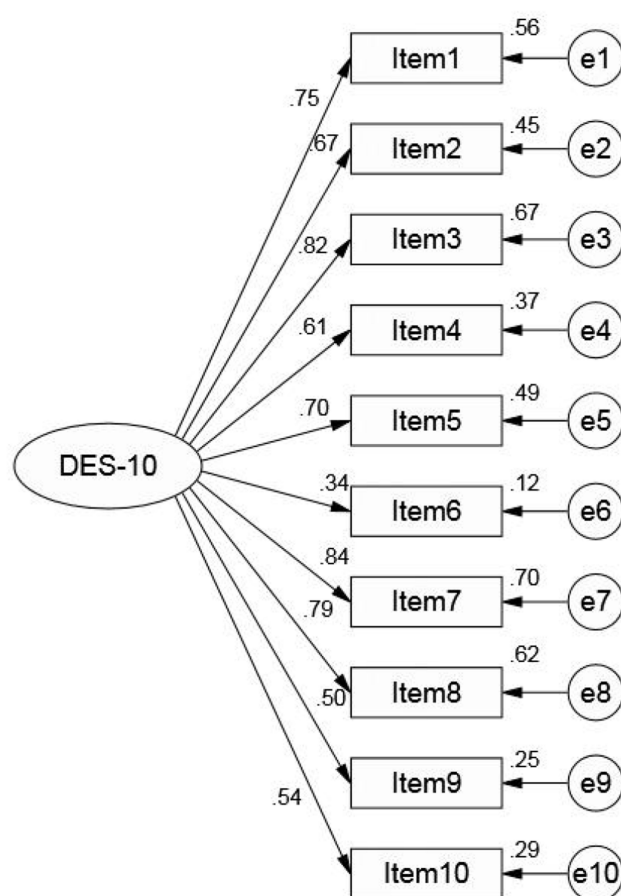 .56
Item1
e1
.75
.45
.67
Item2
e2
.67
.82
Item3
e3
.37
.61
Item4
e4
.49
.70
Item5
e5
DES-10
.12
.34
Item6
e6
.84
.70
Item7
e7
.79
.62
Item8
e8
.50
.25
Item9
e9
.54
.29
Item10
e10